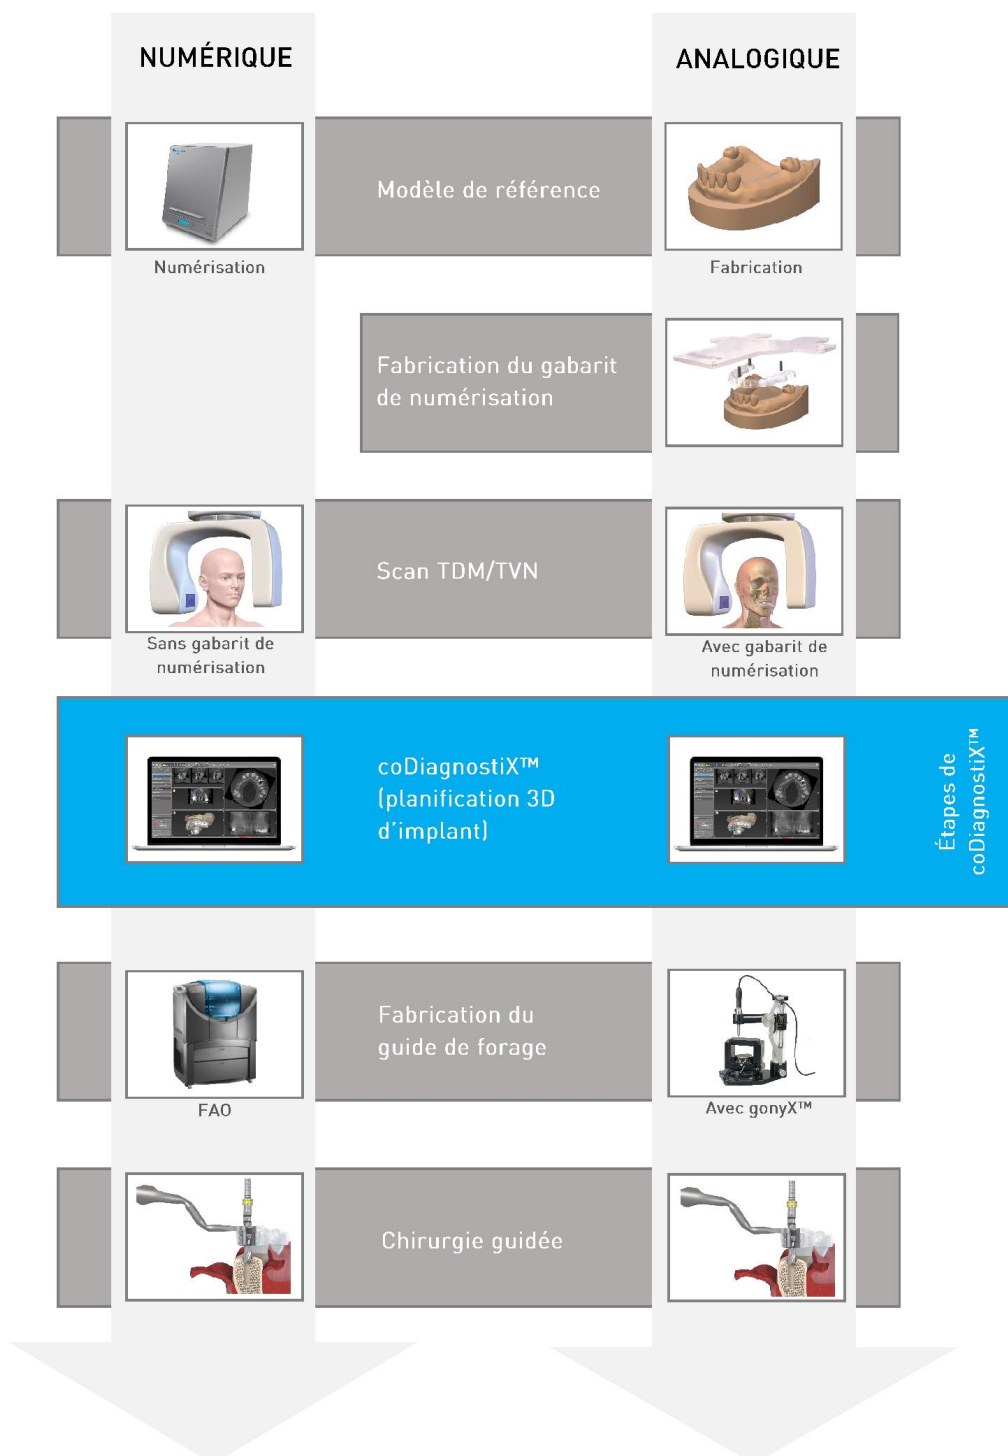 NUMÉRIQUE
ANALOGIQUE
Modèle de référence
Numérisation
Fabrication
Fabrication du gabarit
de numérisation
Scan TDM/TVN
Sans gabarit de
numérisation
Avec gabarit de
numérisation
coDiagnostiX™
(planification 3D
d'implant)
Étapes de
coDiagnostiX™
Fabrication du
guide de forage
FAO
Avec gonyX™
Chirurgie guidée